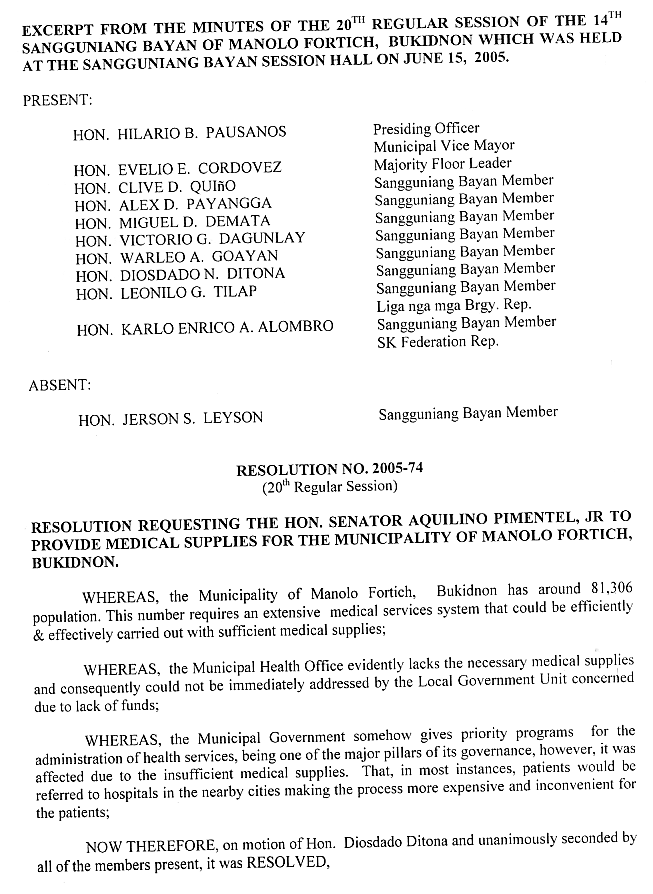 EXCERPT FROM THE MINUTES OF THE 20TH REGULAR SESSION OF THE 14TH
SANGGUNIANG BAYAN OF MANOLO FORTICH, BUKIDNON WHICH WAS HELD
AT THE SANGGUNIANG BAYAN SESSION HALL ON JUNE 15, 2005.
PRESENT:
HON. HILARIO B. PAUSANOS Presiding Officer
Municipal Vice Mayor
HON. EVELIO E. CORDOVEZ Majority Floor Leader
HON. CLIVE D. QUIñO Sangguniang Bayan Member
HON. ALEX D. PAYANGGA Sangguniang Bayan Member
HON. MIGUEL D. DEMATA Sangguniang Bayan Member
HON. VICTORIO G. DAGUNLAY Sangguniang Bayan Member
HON. WARLEO A. GOAYAN Sangguniang Bayan Member
HON. DIOSDADO N. DITONA Sangguniang Bayan Member
HON. LEONILO G. TILAP Sangguniang Bayan Member
Liga nga mga Brgy. Rep.
HON. KARLO ENRICO A. ALOMBRO Sangguniang Bayan Member
SK Federation Rep.
ABSENT:
HON. JERSON S. LEYSON Sangguniang Bayan Member
RESOLUTION NO. 2005-74
(20th Regular Session)
RESOLUTION REQUESTING THE HON. SENATOR AQUILINO PIMENTEL, JR TO
PROVIDE MEDICAL SUPPLIES FOR THE MUNICIPALITY OF MANOLO FORTICH,
BUKIDNON.
WHEREAS, the Municipality of Manolo Fortich, Bukidnon has around 81,306
population. This number requires an extensive medical services system that could be efficiently
& effectively carried out with sufficient medical supplies;
WHEREAS, the Municipal Health Office evidently lacks the necessary medical supplies
and consequently could not be immediately addressed by the Local Government Unit concerned
due to lack of funds;
WHEREAS, the Municipal Government somehow gives priority programs for the
administration of health services, being one of the major pillars of its governance, however, it was
affected due to the insufficient medical supplies. That, in most instances, patients would be
referred to hospitals in the nearby cities making the process more expensive and inconvenient for
the patients;
NOW THEREFORE, on motion of Hon. Diosdado Ditona and unanimously seconded by
all of the members present, it was RESOLVED,